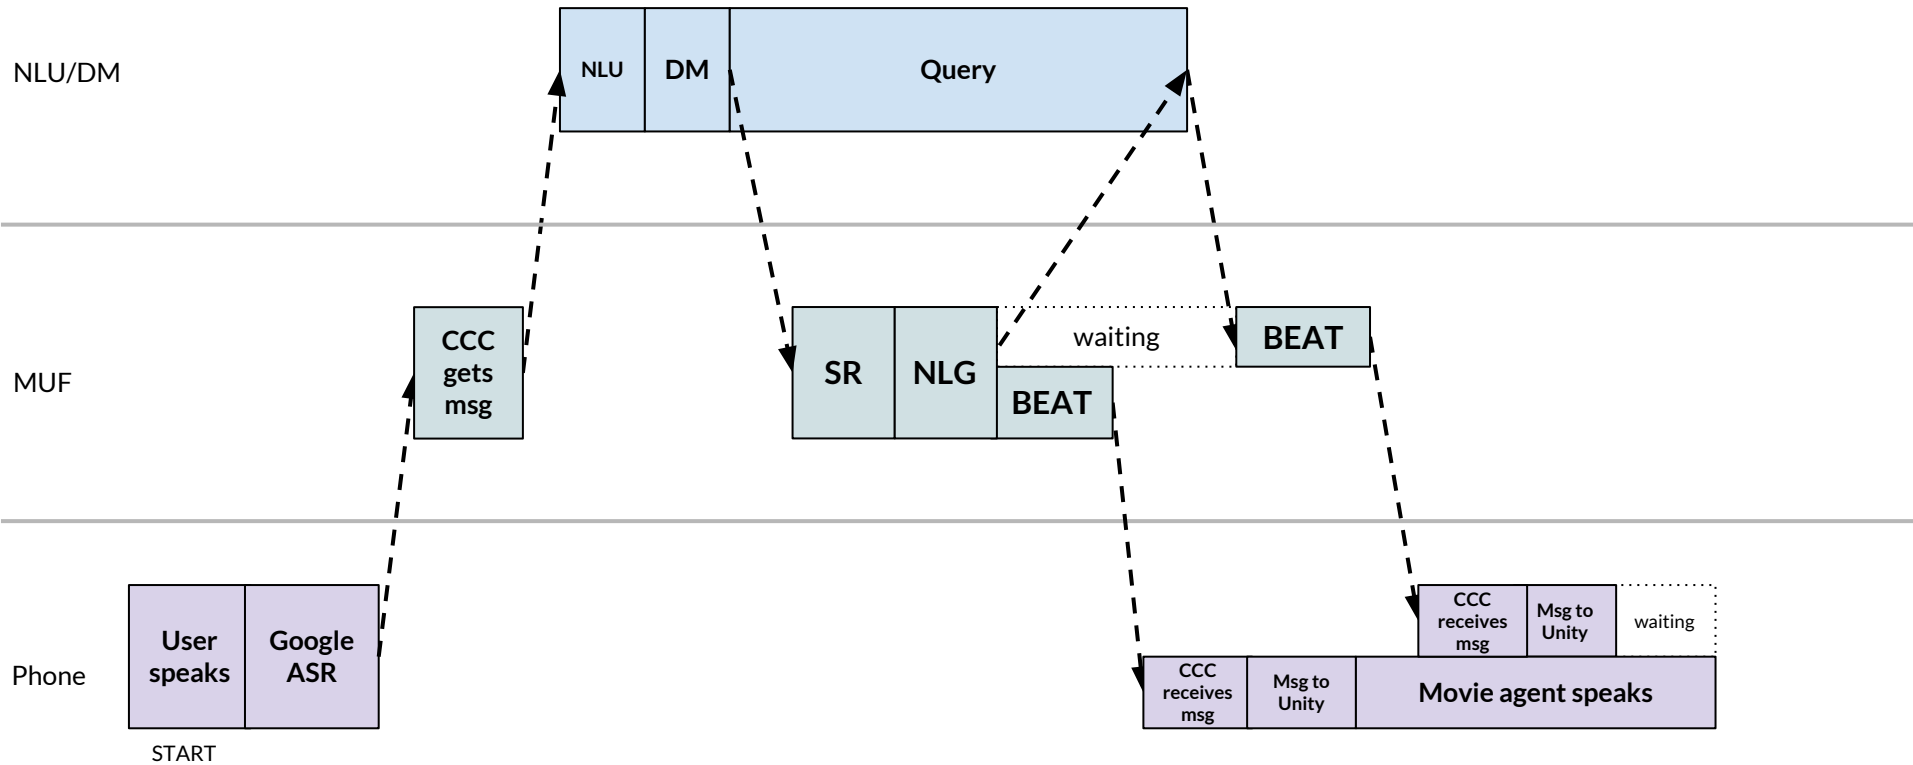 NLU/DM
NLU
DM
Query
MUF
CCC
gets
msg
SR
NLG
waiting
BEAT
BEAT
Phone
User
speaks
Google
ASR
CCC
receives
msg
Msg to
Unity
waiting
CCC
receives
msg
Msg to
Unity
Movie agent speaks
START